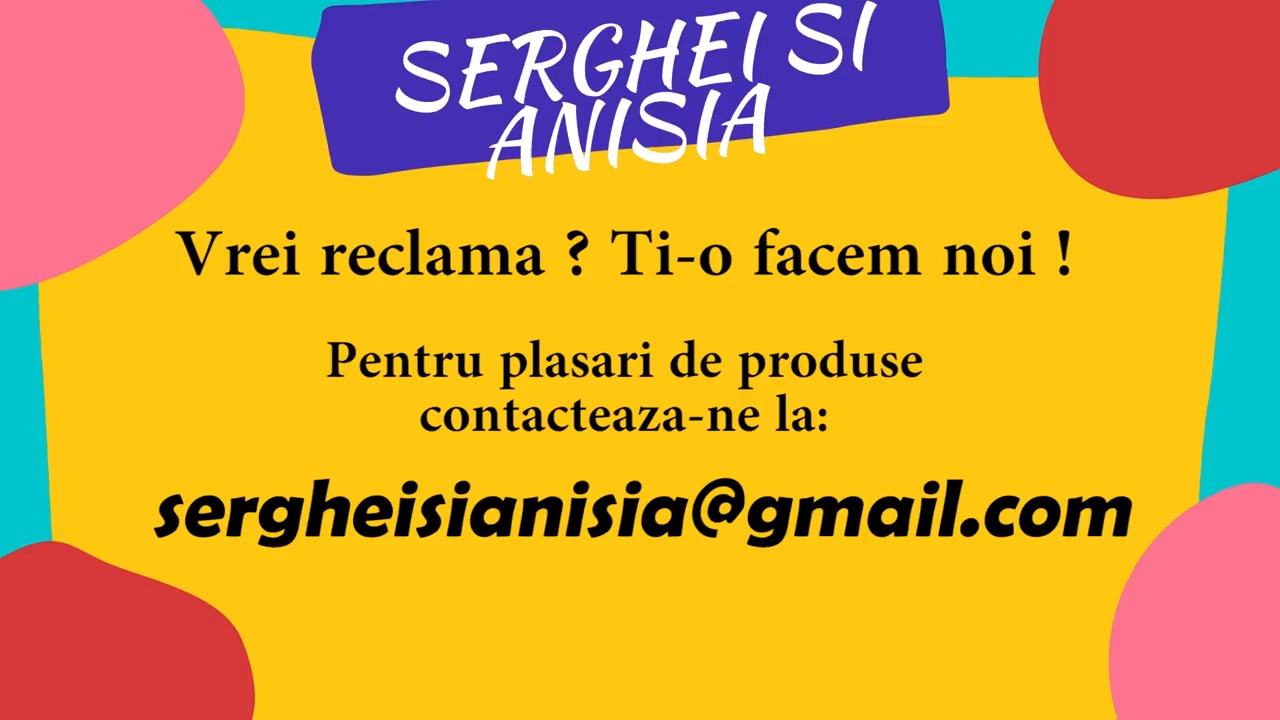 SERGHEI SI
ANISIA
Vrei reclama ? Ti-o facem noi !
Pentru plasari de produse
contacteaza-ne la:
sergheisianisia@gmail.com